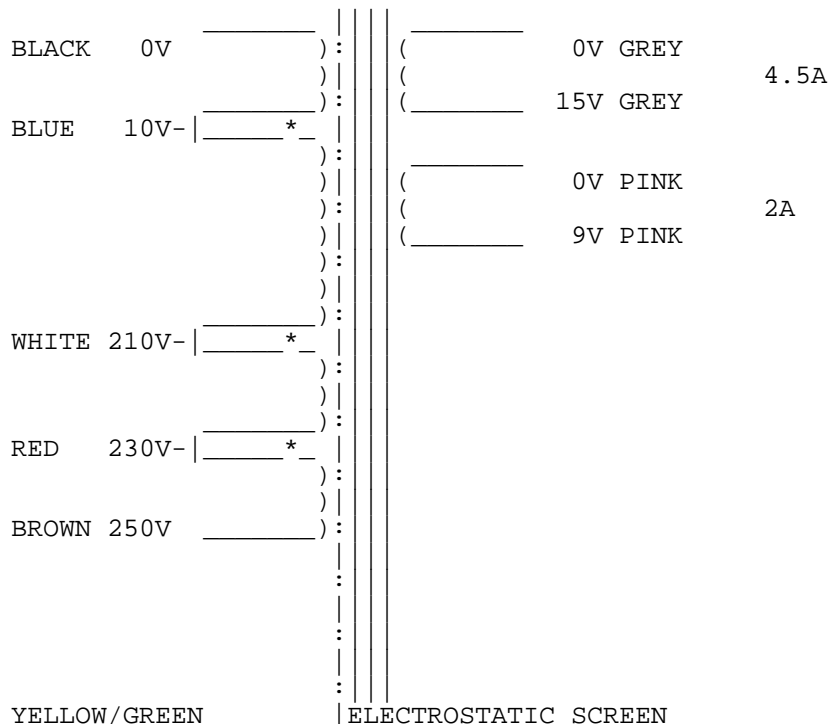 BLACK 0V 0V GREY
4.5A
15V GREY
BLUE 10V
0V PINK
2A
9V PINK
WHITE 210V
RED 230V
BROWN 250V
YELLOW/GREEN ELECTROSTATIC SCREEN